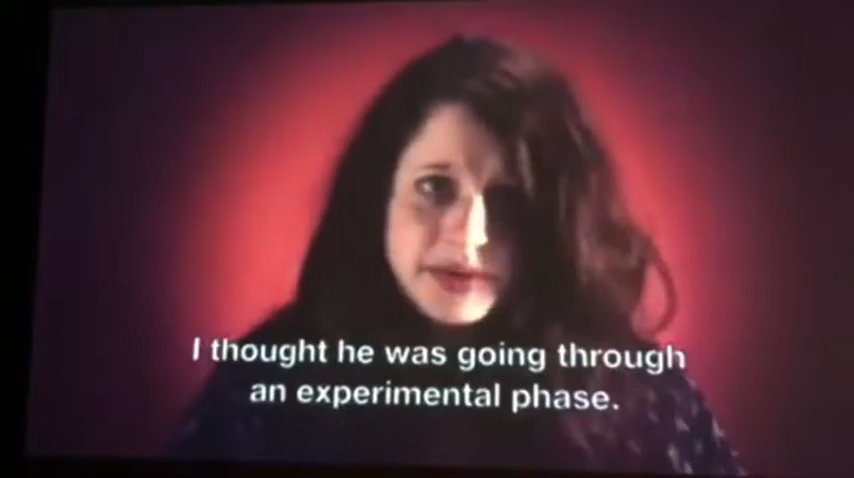 I thought he was going through
an experimental phase.